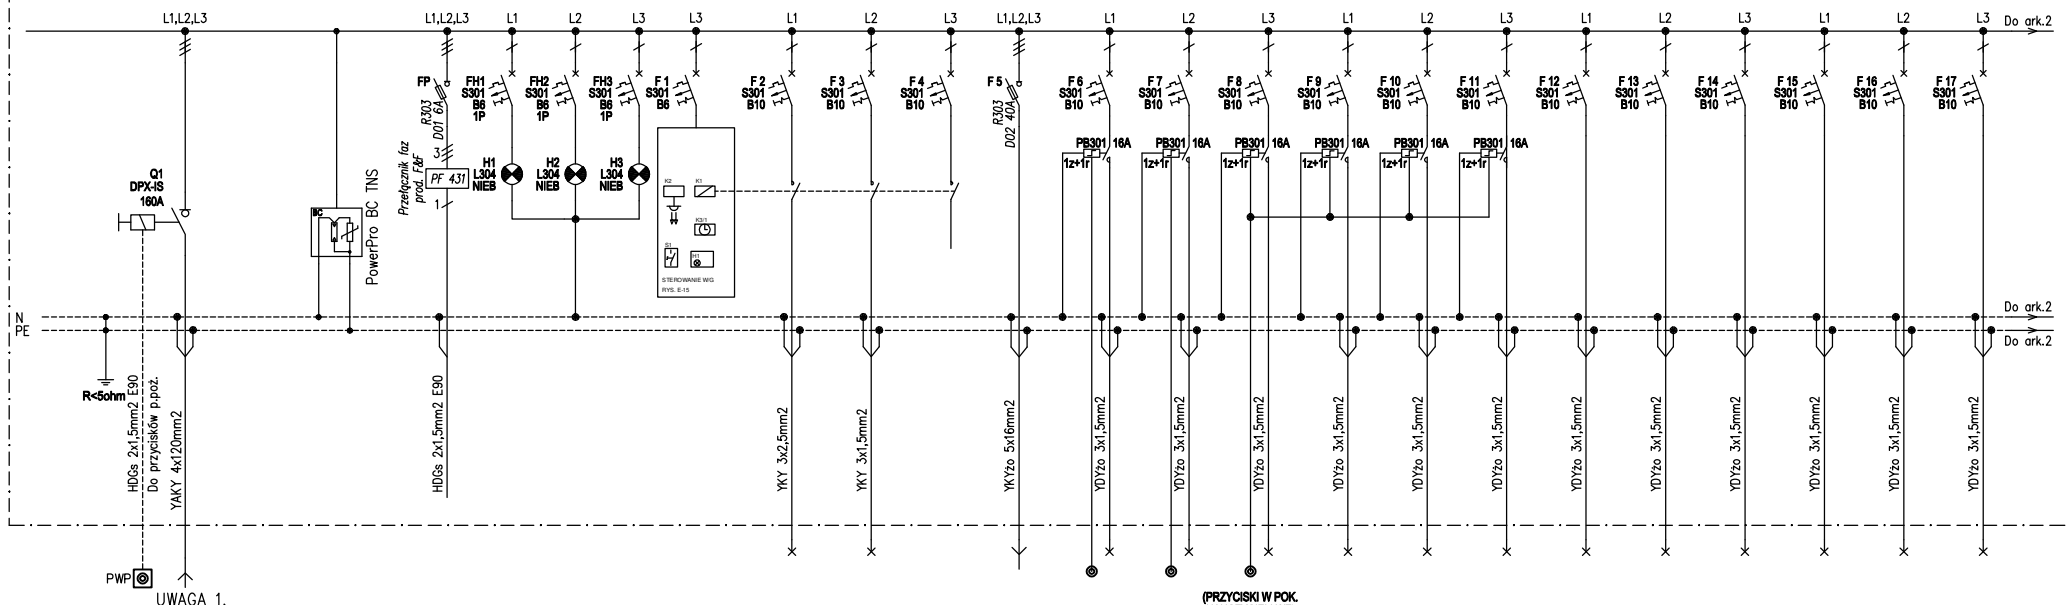 L1,L2,L3
L1,L2,L3
L1
L2
L3
L3
L1
L2
L3
L1,L2,L3
L1
L2
L3
L1
L2
L3
L1
L2
L3
L1
L2
L3
Do ark.2
FP
R303
D01 6A
FH1
S301
B6
1P
FH2
S301
B6
1P
FH3
S301
B6
1P
F 1
S301
B6
F 2
S301
B10
F 3
S301
B10
F 4
S301
B10
F 5
R303
D02 40A
F 6
S301
B10
F 7
S301
B10
F 8
S301
B10
F 9
S301
B10
F 10
S301
B10
F 11
S301
B10
F 12
S301
B10
F 13
S301
B10
F 14
S301
B10
F 15
S301
B10
F 16
S301
B10
F 17
S301
B10
PB301 16A
1z+1r
PB301 16A
1z+1r
PB301 16A
1z+1r
PB301 16A
1z+1r
PB301 16A
1z+1r
PB301 16A
1z+1r
Q1
DPX-IS
160A
BC
PowerPro BC TNS
Przełącznik faz
prod. F&F
3
PF 431
1
H1
L304
NIEB
H2
L304
NIEB
H3
L304
NIEB
K2
K1
K3/1
S1
H1
STEROWANIE WG
RYS. E-15
N
PE
Do ark.2
Do ark.2
R<5ohm
HDGs 2x1,5mm2 E90
Do przycisków p.poż.
YAKY 4x120mm2
HDGs 2x1,5mm2 E90
YKY 3x2,5mm2
YKY 3x1,5mm2
YKYżo 5x16mm2
YDYżo 3x1,5mm2
YDYżo 3x1,5mm2
YDYżo 3x1,5mm2
YDYżo 3x1,5mm2
YDYżo 3x1,5mm2
YDYżo 3x1,5mm2
YDYżo 3x1,5mm2
YDYżo 3x1,5mm2
YDYżo 3x1,5mm2
YDYżo 3x1,5mm2
YDYżo 3x1,5mm2
YDYżo 3x1,5mm2
PWP
UWAGA 1.
(PRZYCISKI W POK.